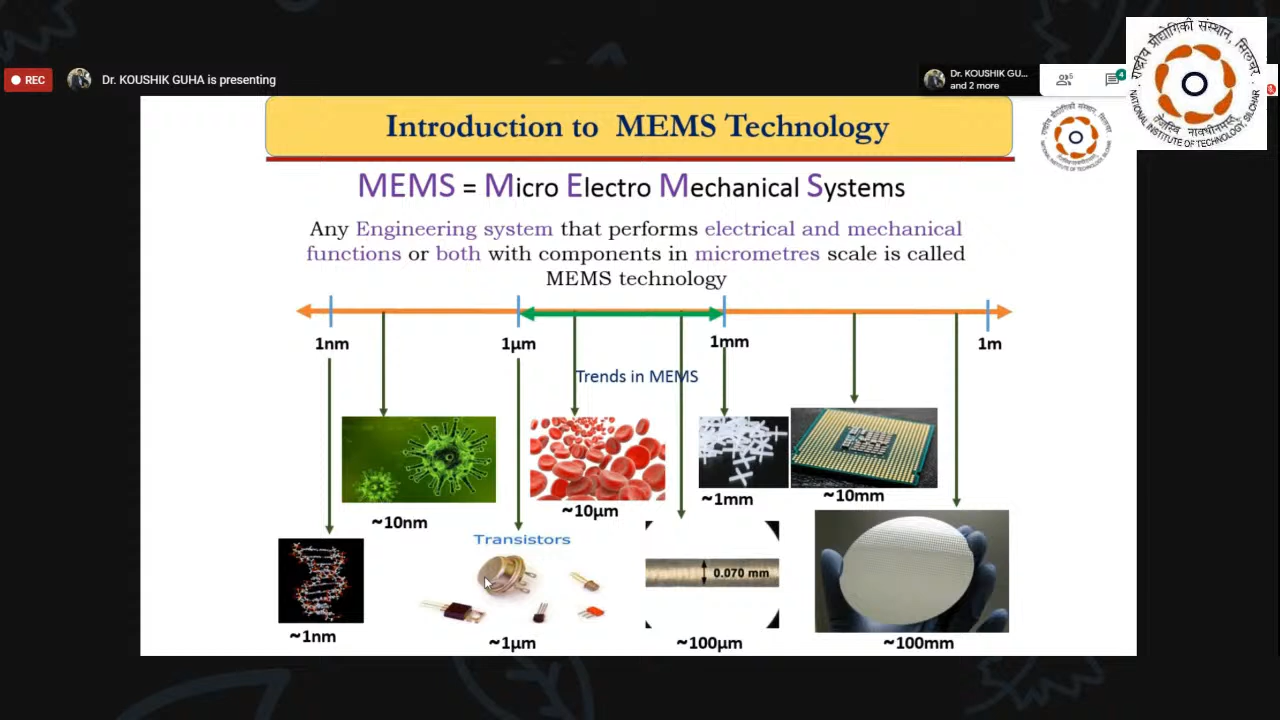 REC
Dr. KOUSHIK GUHA is presenting
Dr. KOUSHIK GU...
and 2 more
5
4
राष्ट्रीय प्रौद्योगिकी संस्थान, सिलचर
NATIONAL INSTITUTE OF TECHNOLOGY, SILCHAR
Introduction to MEMS Technology
MEMS = Micro Electro Mechanical Systems
Any Engineering system that performs electrical and mechanical
functions or both with components in micrometres scale is called
MEMS technology
1nm 1µm 1mm 1m
Trends in MEMS
~1mm ~10mm
~10µm
~10nm
Transistors
0.070 mm
~1nm ~1µm ~100µm ~100mm